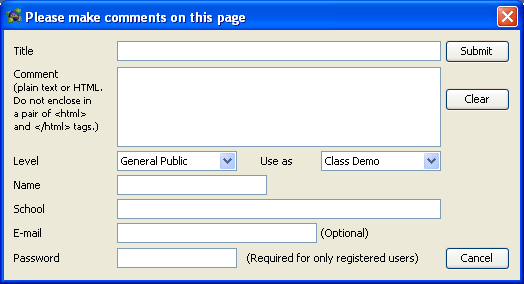 Please make comments on this page
Title
Submit
Comment
(plain text or HTML.
Do not enclose in
a pair of <html>
and </html> tags.)
Clear
Level
General Public
Use as
Class Demo
Name
School
E-mail
(Optional)
Password
(Required for only registered users)
Cancel